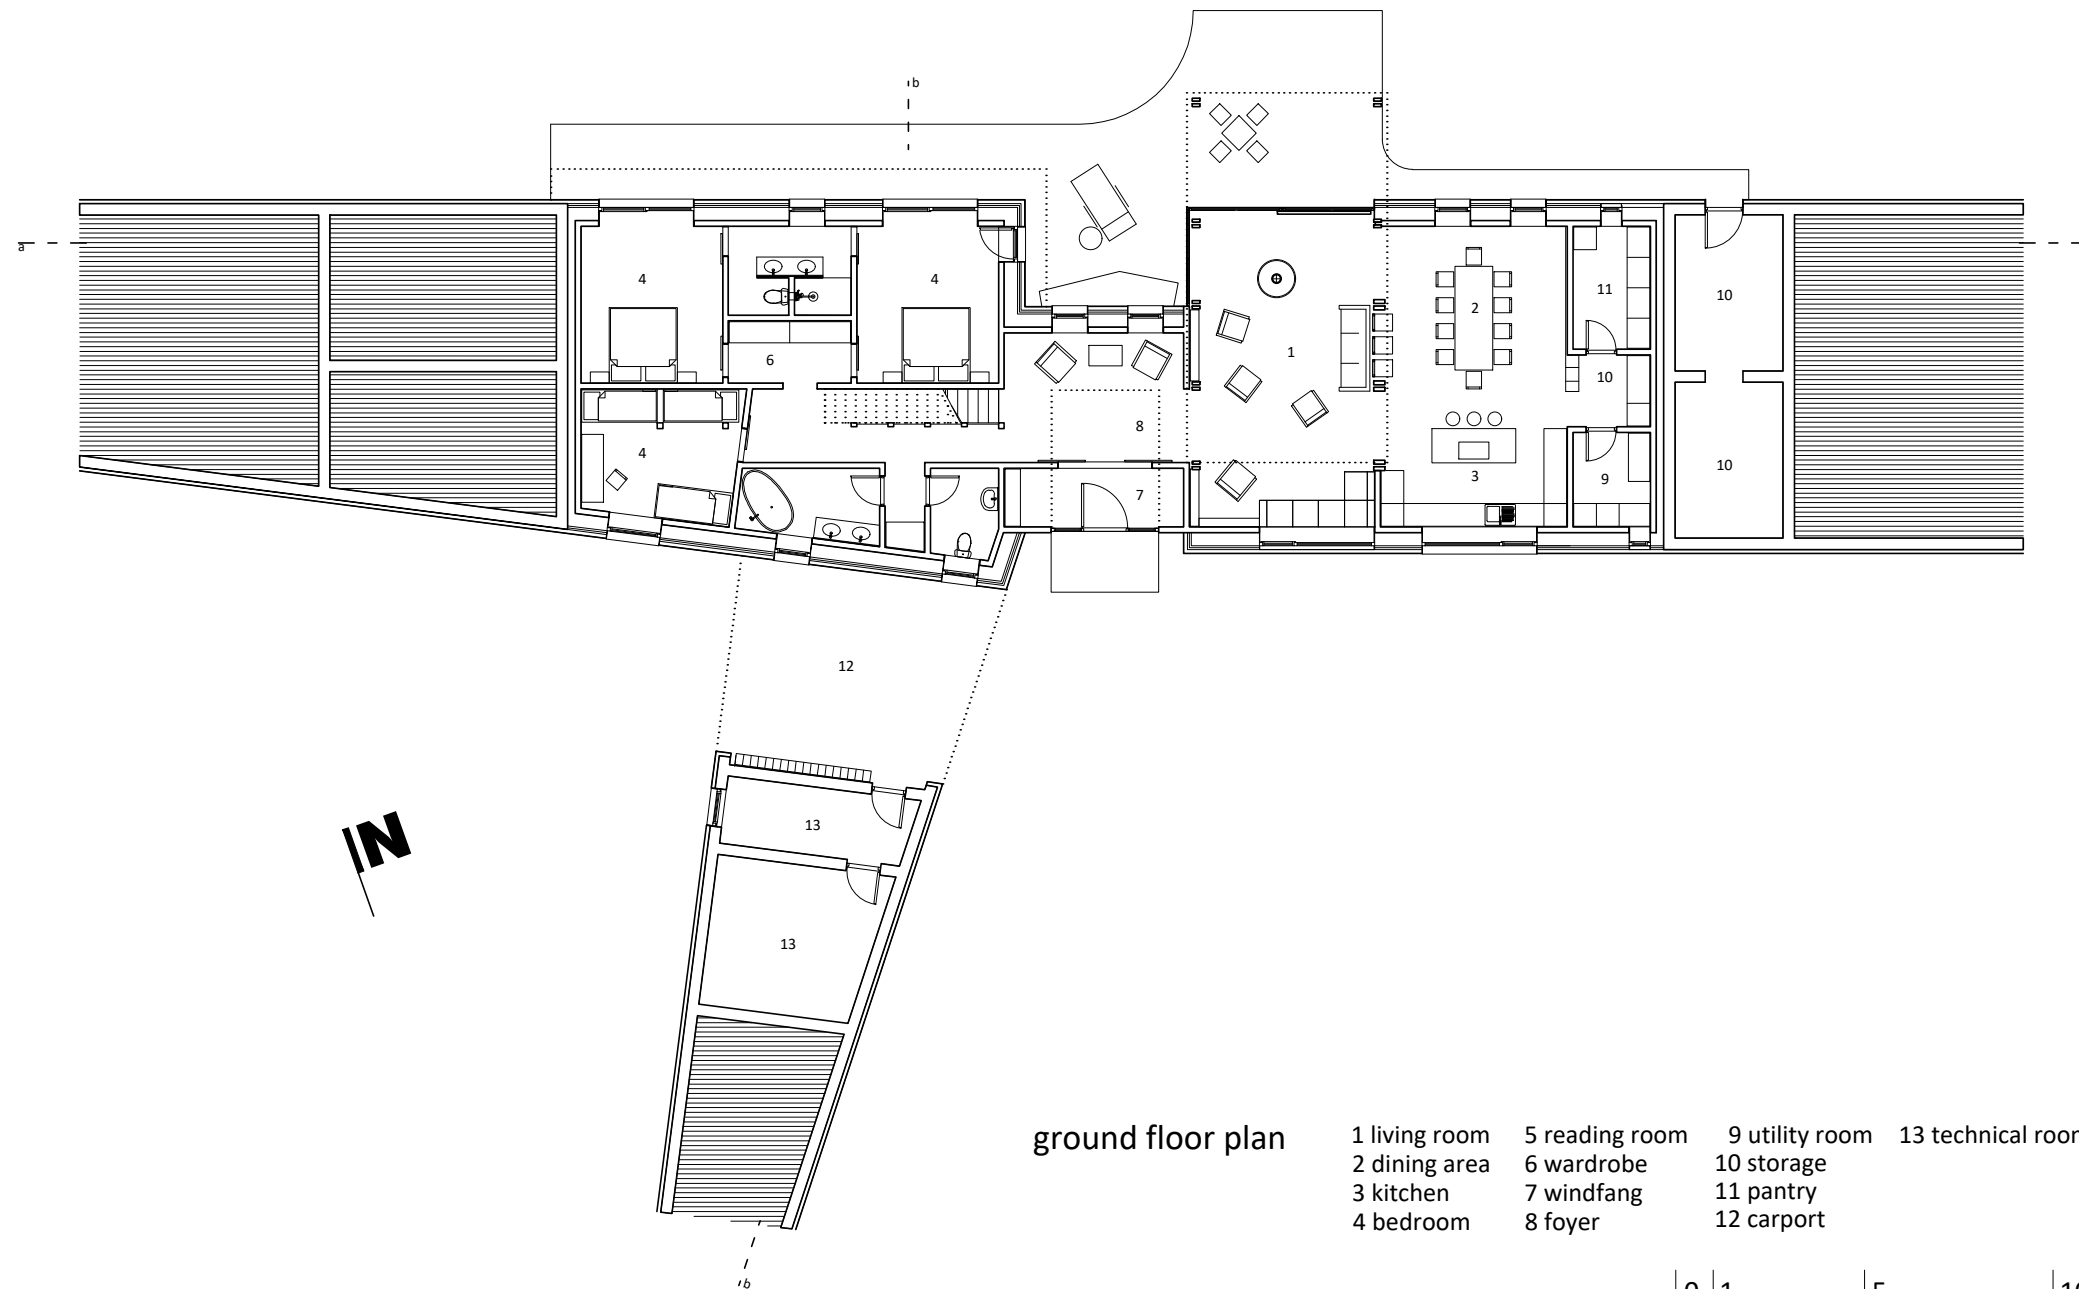 b
a
4
4
11
10
2
6
1
10
8
4
10
3
9
7
12
13
13
N
b
ground floor plan
1 living room 5 reading room 9 utility room 13 technical room
2 dining area 6 wardrobe 10 storage
3 kitchen 7 windfang 11 pantry
4 bedroom 8 foyer 12 carport
0 1 5 10